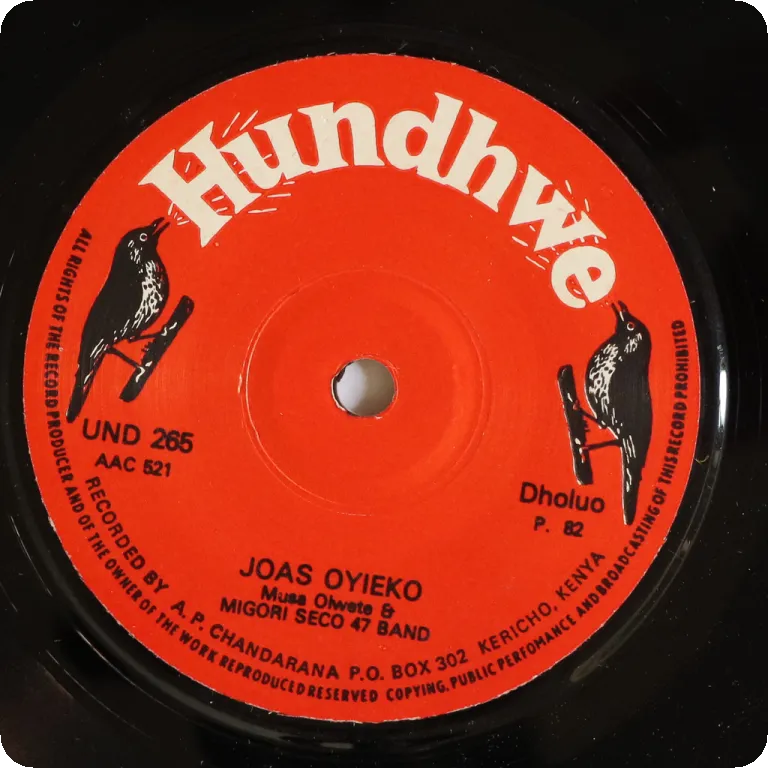 Hundhwe
UND 265
AAC 521
Dholuo
P. 82
JOAS OYIEKO
Musa Olwete &
MIGORI SECO 47 BAND
RECORDED BY A. P. CHANDARANA P.O. BOX 302 KERICHO, KENYA
ALL RIGHTS OF THE RECORD PRODUCER AND OF THE OWNER OF THE WORK REPRODUCED RESERVED COPYING, PUBLIC PERFOMANCE AND BROADCASTING OF THIS RECORD PROHIBITED